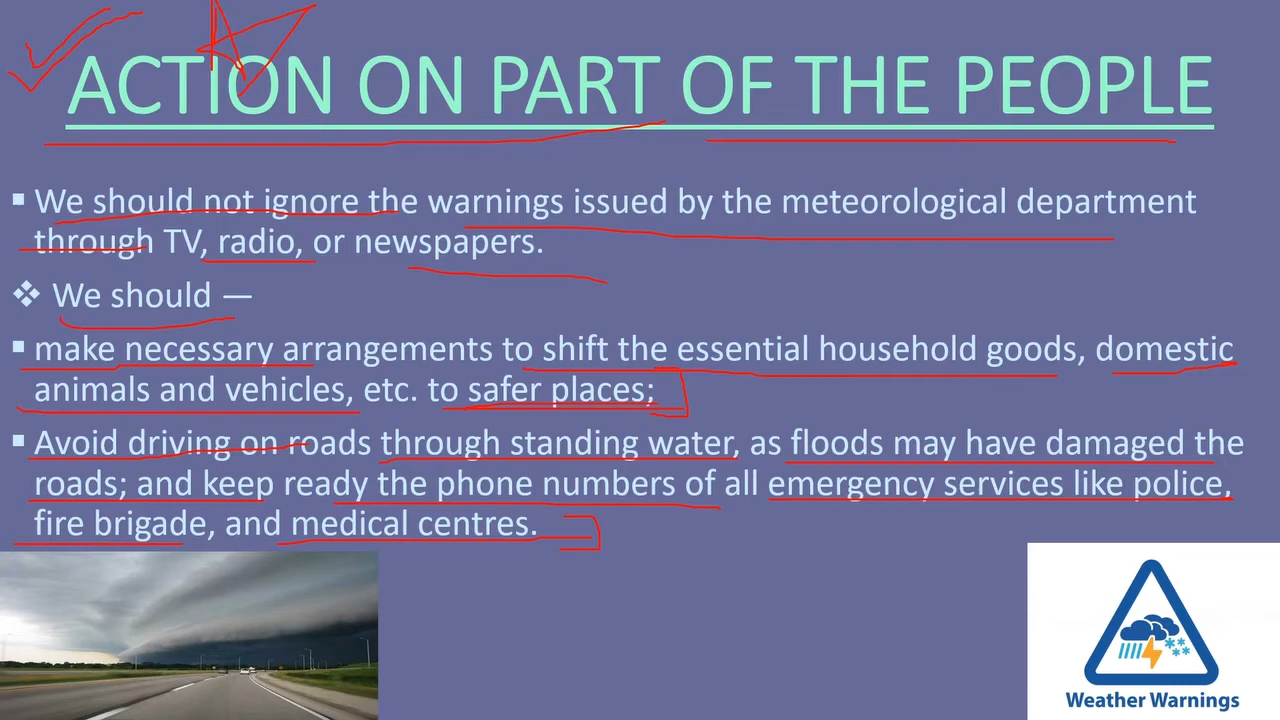 ACTION ON PART OF THE PEOPLE
▪ We should not ignore the warnings issued by the meteorological department
through TV, radio, or newspapers.
❖ We should —
▪ make necessary arrangements to shift the essential household goods, domestic
animals and vehicles, etc. to safer places;
▪ Avoid driving on roads through standing water, as floods may have damaged the
roads; and keep ready the phone numbers of all emergency services like police,
fire brigade, and medical centres.
Weather Warnings